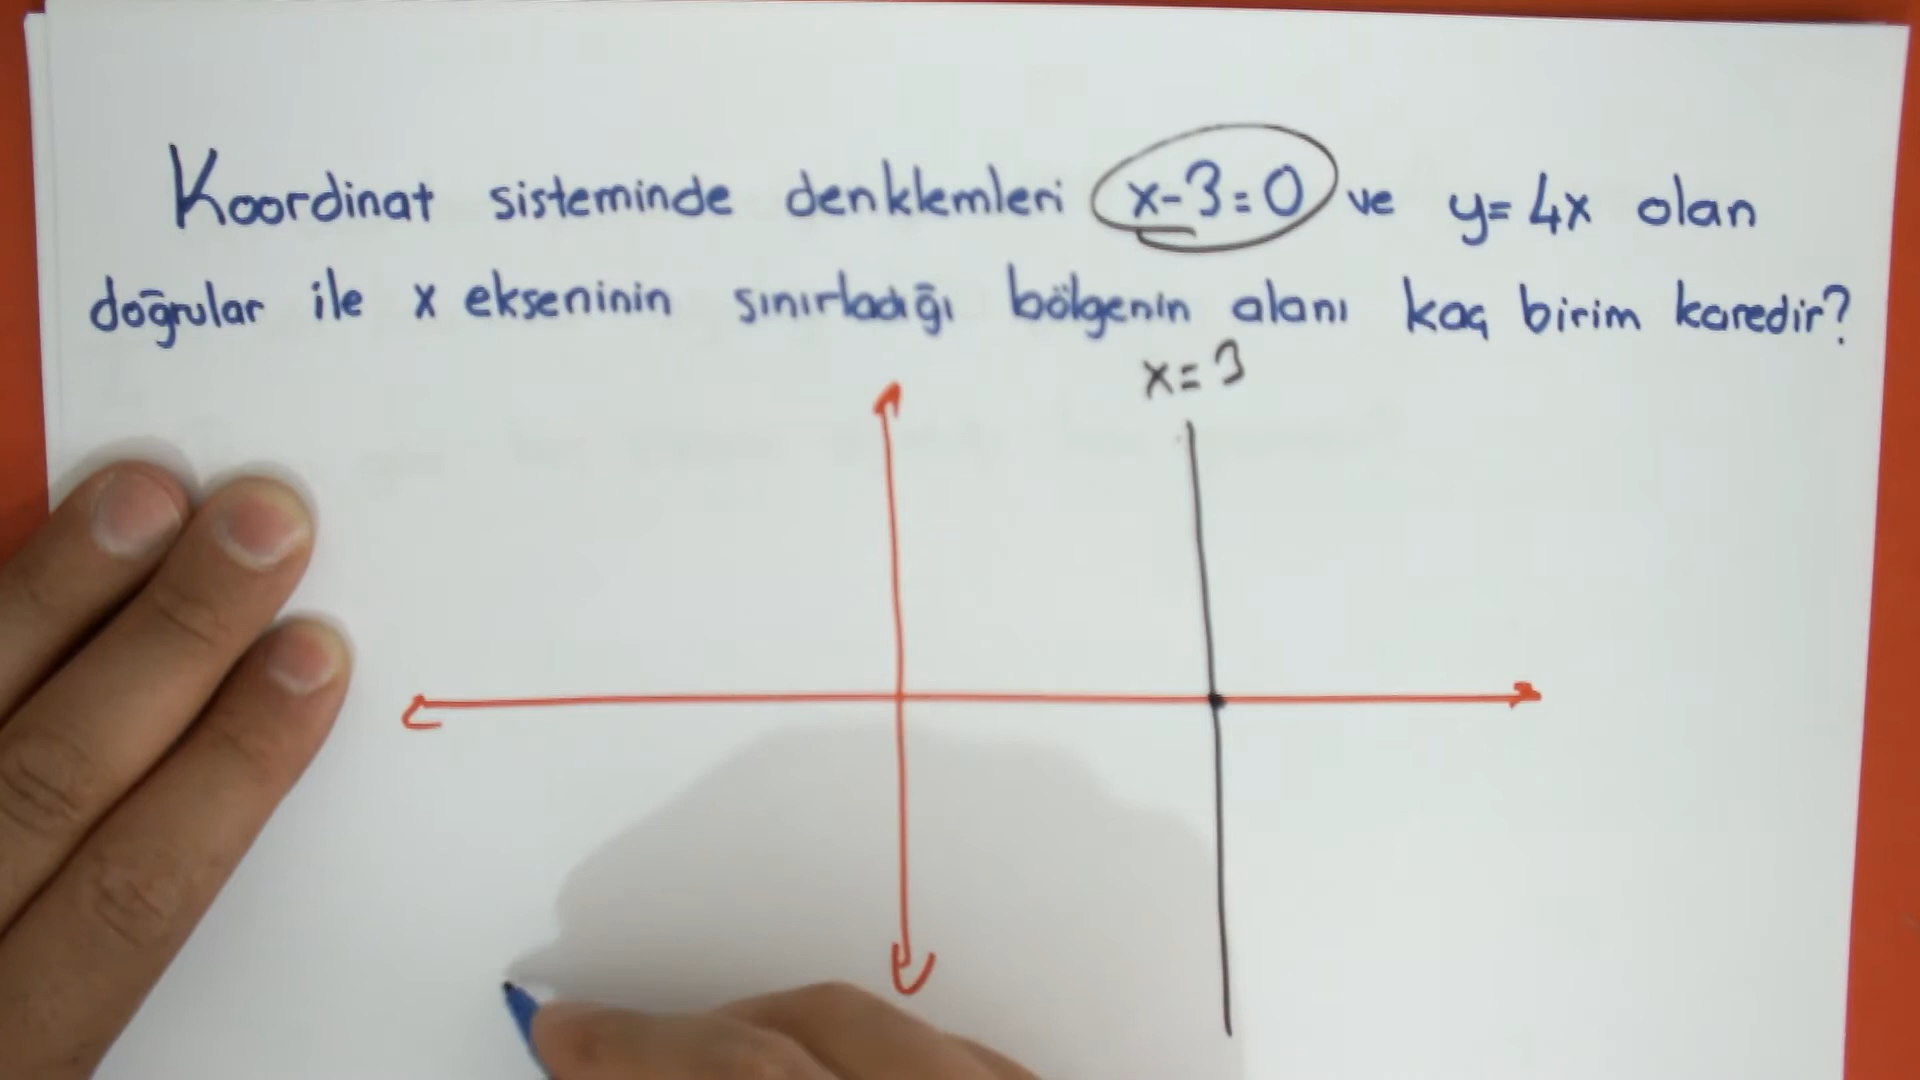 Koordinat sisteminde denklemleri x-3=0 ve y=4x olan
doğrular ile x ekseninin sınırladığı bölgenin alanı kaç birim karedir?
x=3